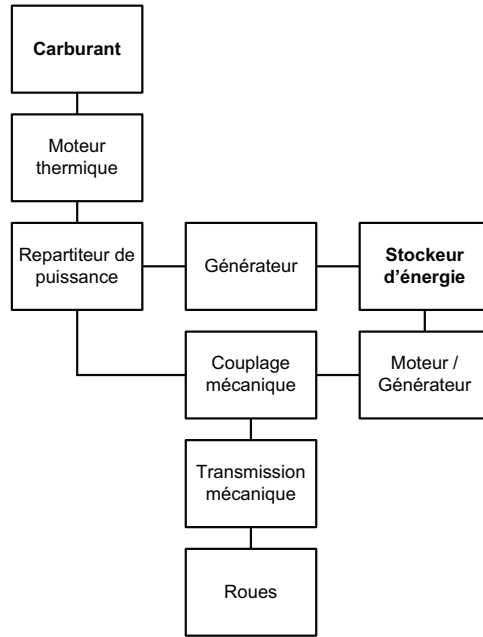 Carburant
Moteur
thermique
Repartiteur de
puissance
Générateur
Stockeur
d'énergie
Couplage
mécanique
Moteur /
Générateur
Transmission
mécanique
Roues